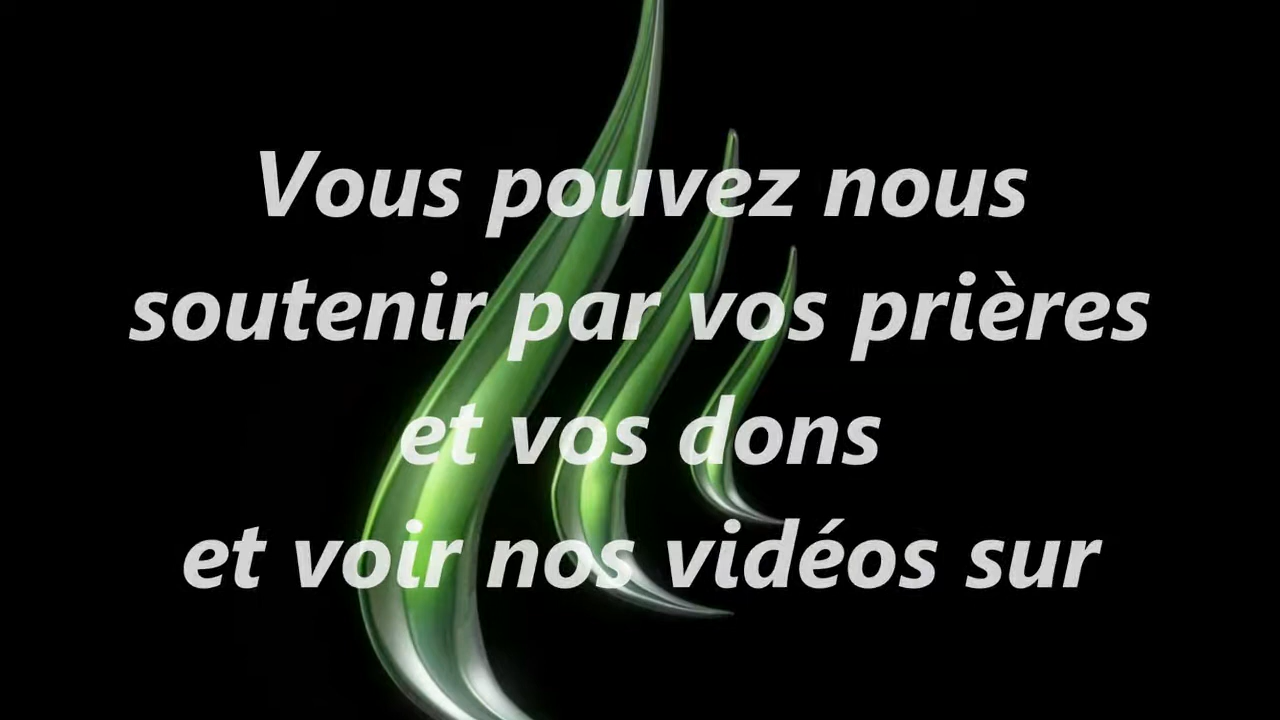 Vous pouvez nous
soutenir par vos prières
et vos dons
et voir nos vidéos sur